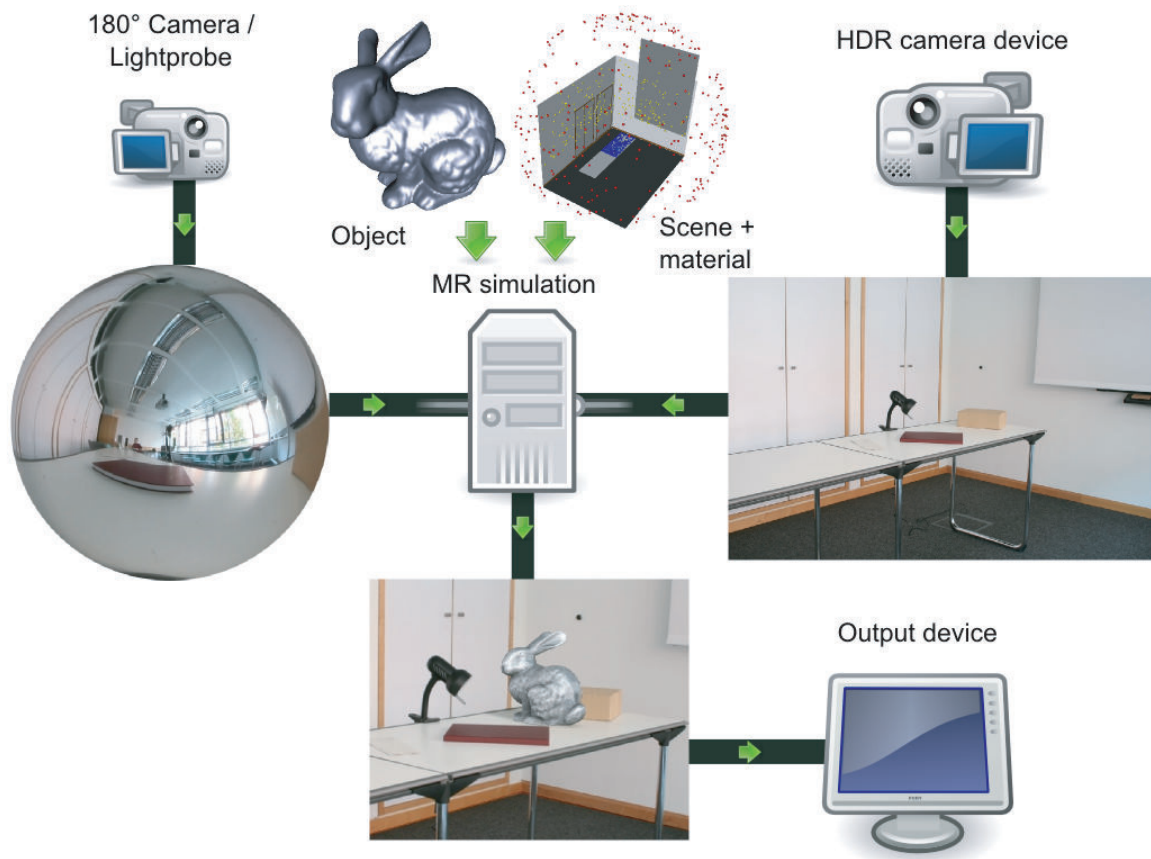 180° Camera /
Lightprobe
HDR camera device
Object
Scene +
material
MR simulation
Output device